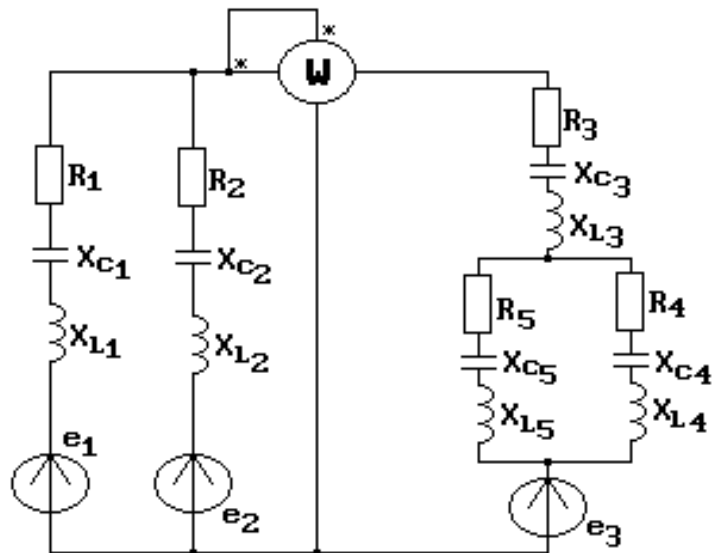 * *
W
R1 R2 R3
XC1 XC2 XC3
XL1 XL2 XL3
R5 R4
XC5 XC4
XL5 XL4
e1 e2 e3